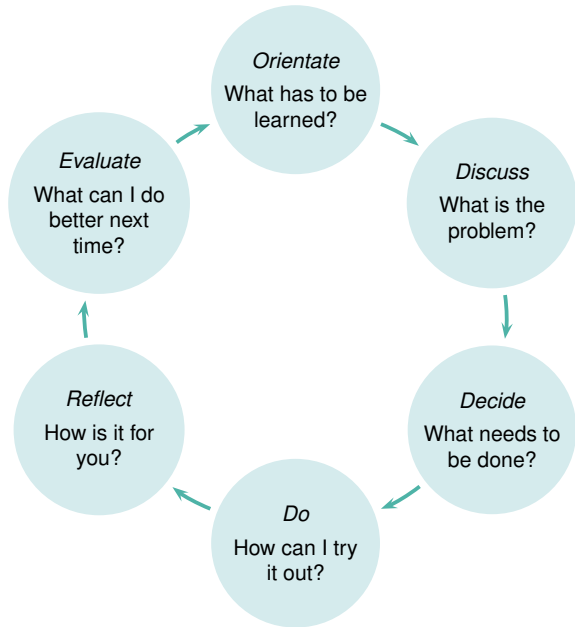 Orientate
What has to be
learned?
Discuss
What is the
problem?
Decide
What needs to
be done?
Do
How can I try
it out?
Reflect
How is it for
you?
Evaluate
What can I do
better next
time?